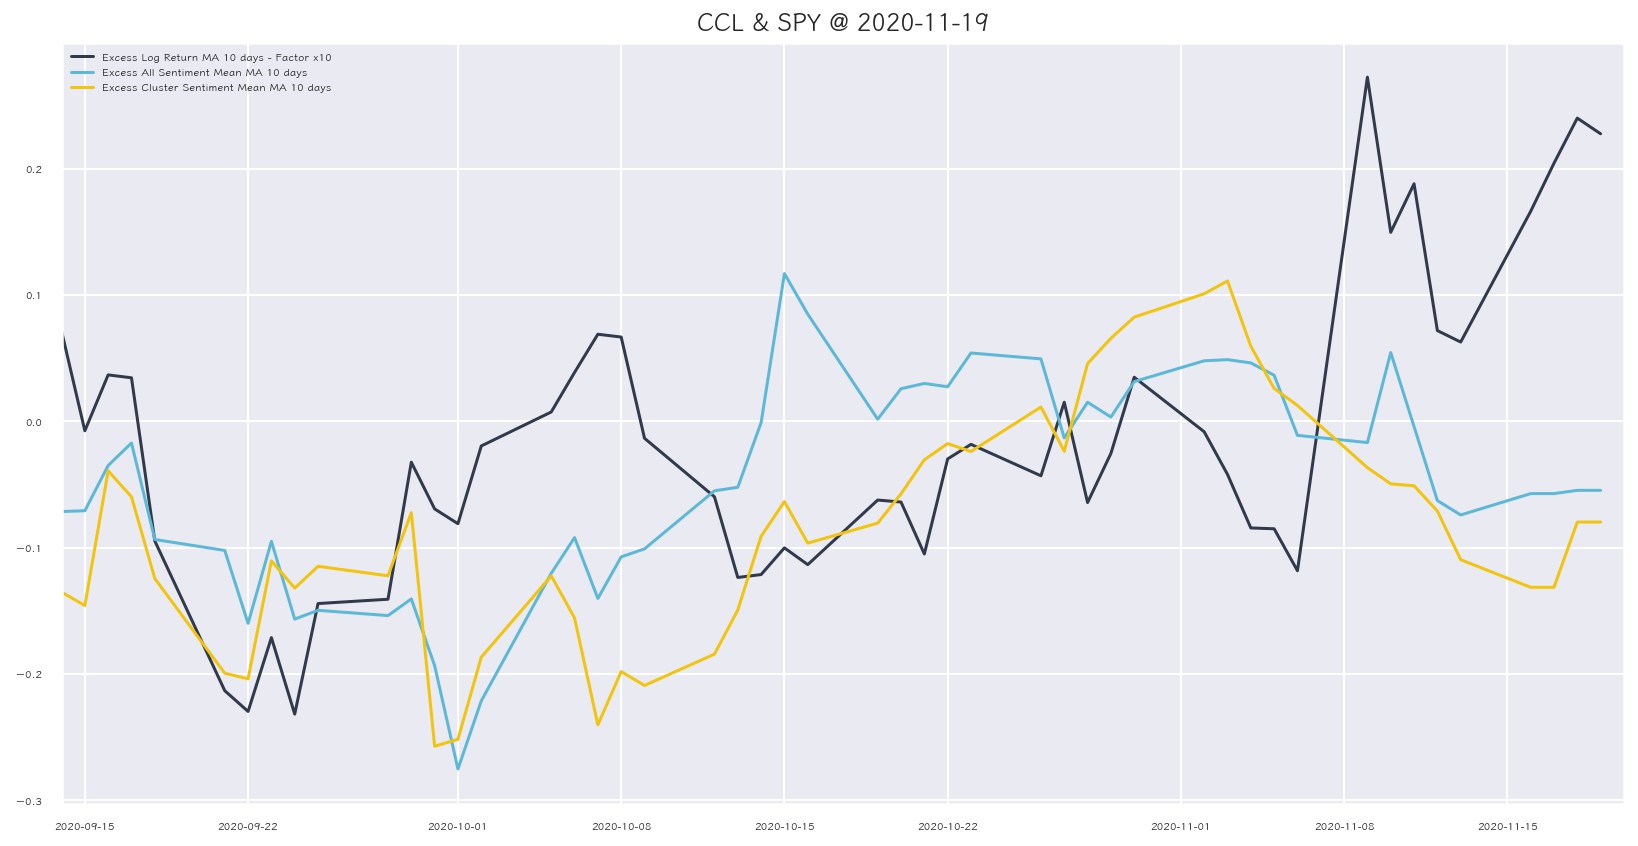 CCL & SPY @ 2020-11-19
Excess Log Return MA 10 days - Factor x10
Excess All Sentiment Mean MA 10 days
Excess Cluster Sentiment Mean MA 10 days
0.2
0.1
0.0
−0.1
−0.2
−0.3
2020-09-15 2020-09-22 2020-10-01 2020-10-08 2020-10-15 2020-10-22 2020-11-01 2020-11-08 2020-11-15